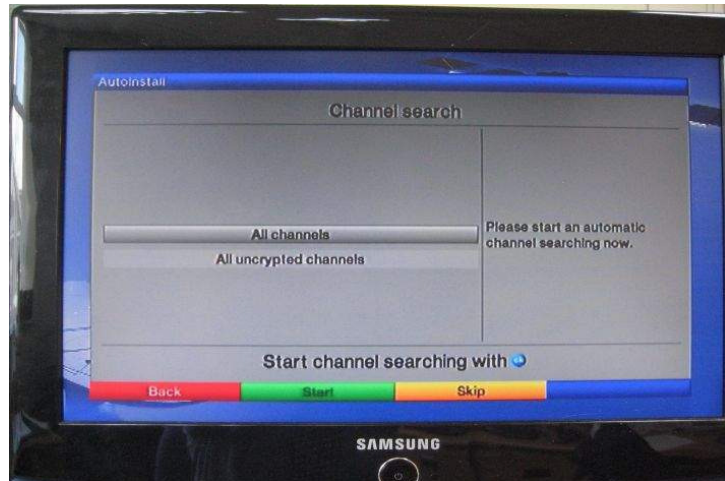 Autoinstall
Channel search
All channels
All uncrypted channels
Please start an automatic
channel searching now.
Start channel searching with ok
Back Start Skip
SAMSUNG